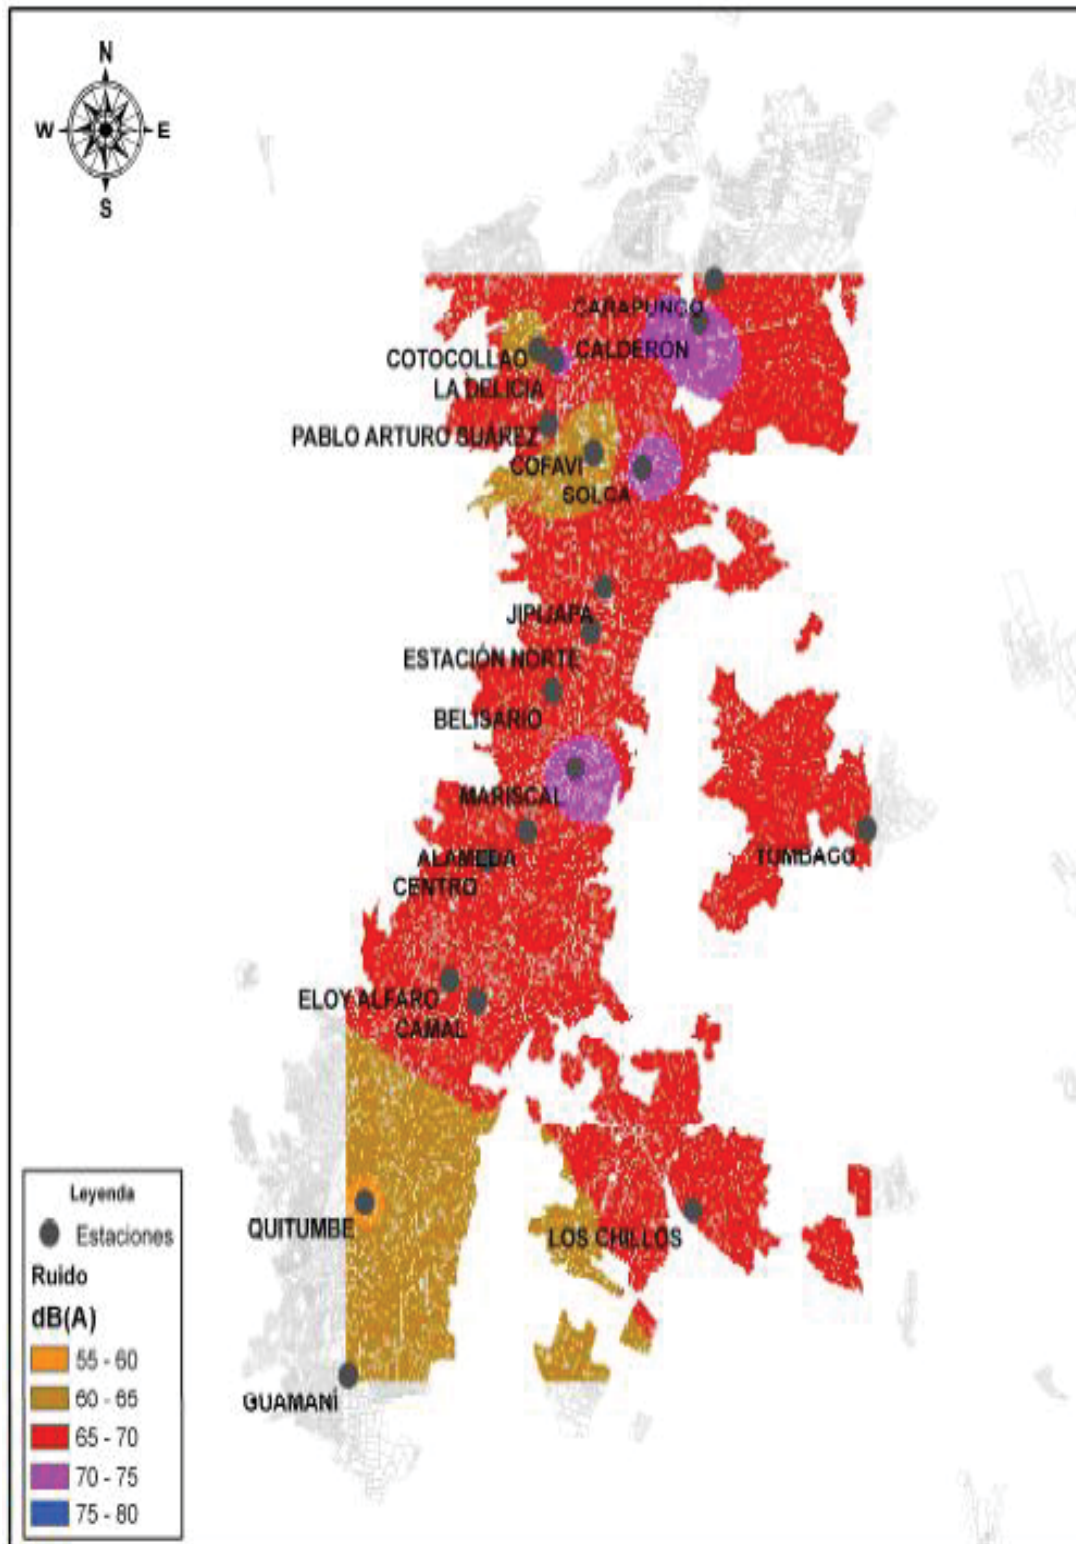 N
W E
S
CARAPUNGO
CALDERÓN
COTOCOLLAO
LA DELICIA
PABLO ARTURO SUÁREZ
COFAVI
SOLCA
JIPIJAPA
ESTACIÓN NORTE
BELISARIO
MARISCAL
ALAMEDA
CENTRO
TUMBACO
ELOY ALFARO
CAMAL
QUITUMBE
LOS CHILLOS
GUAMANÍ
Leyenda
Estaciones
Ruido
dB(A)
55 - 60
60 - 65
65 - 70
70 - 75
75 - 80